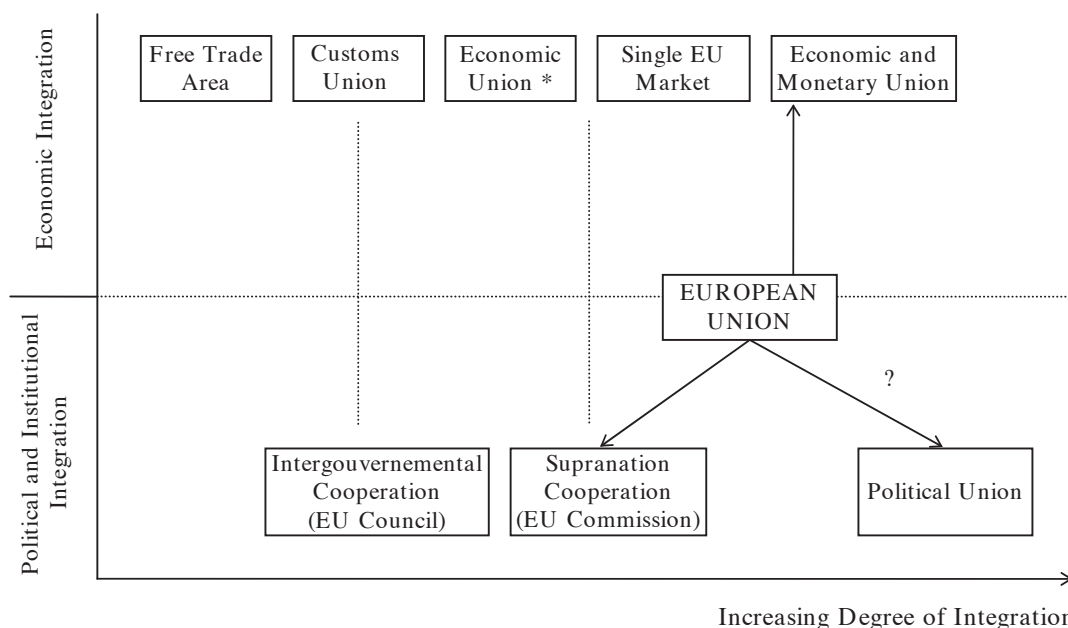 Economic Integration
Free Trade
Area
Customs
Union
Economic
Union *
Single EU
Market
Economic and
Monetary Union
EUROPEAN
UNION
?
Political and Institutional
Integration
Intergouvernemental
Cooperation
(EU Council)
Supranation
Cooperation
(EU Commission)
Political Union
Increasing Degree of Integration